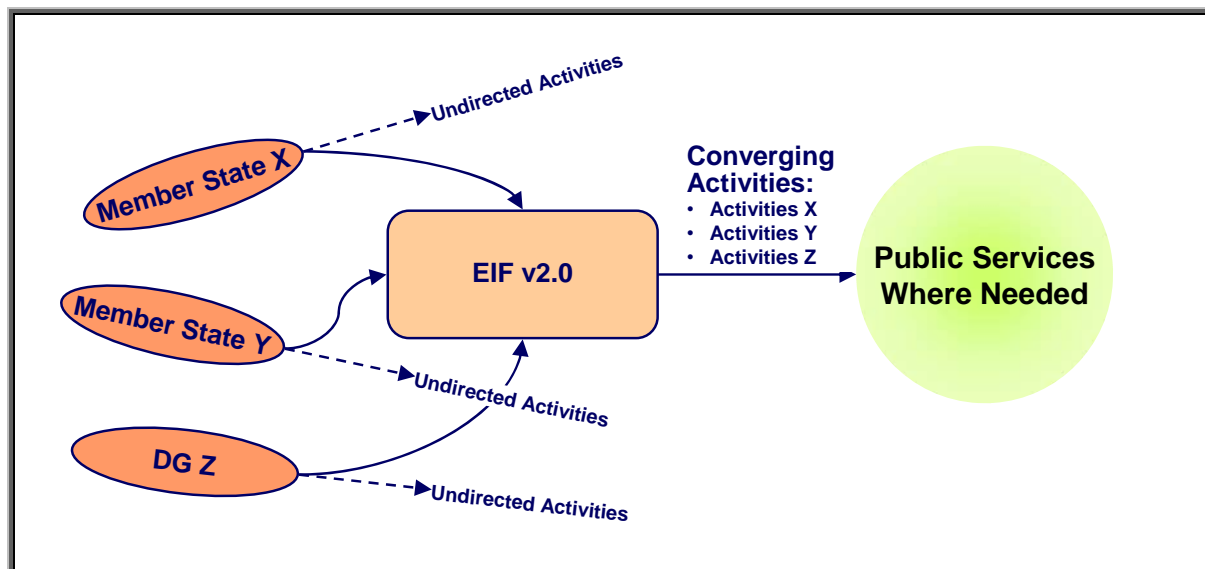 Undirected Activities
Member State X
Converging
Activities:
• Activities X
• Activities Y
• Activities Z
EIF v2.0
Public Services
Where Needed
Member State Y
Undirected Activities
DG Z
Undirected Activities